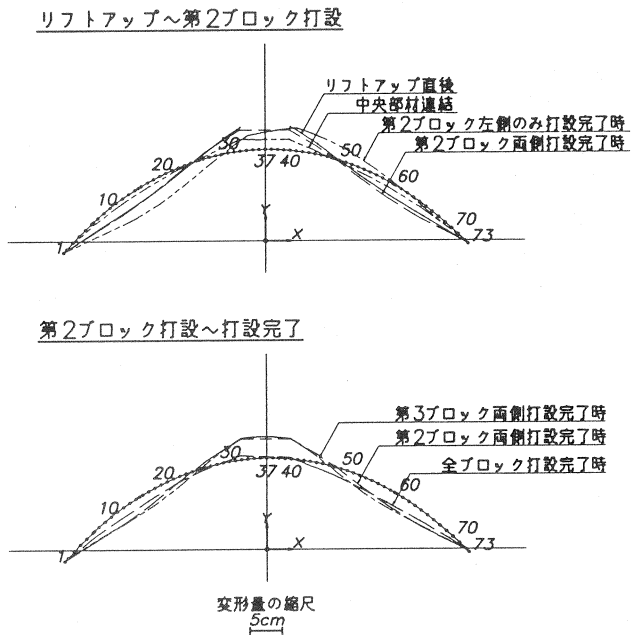 リフトアップ〜第2ブロック打設
リフトアップ直後
中央部材連結
第2ブロック左側のみ打設完了時
第2ブロック両側打設完了時
1
10
20
30
37
40
50
60
70
73
Y
X
第2ブロック打設〜打設完了
第3ブロック両側打設完了時
第2ブロック両側打設完了時
全ブロック打設完了時
1
10
20
30
37
40
50
60
70
73
Y
X
変形量の縮尺
5cm